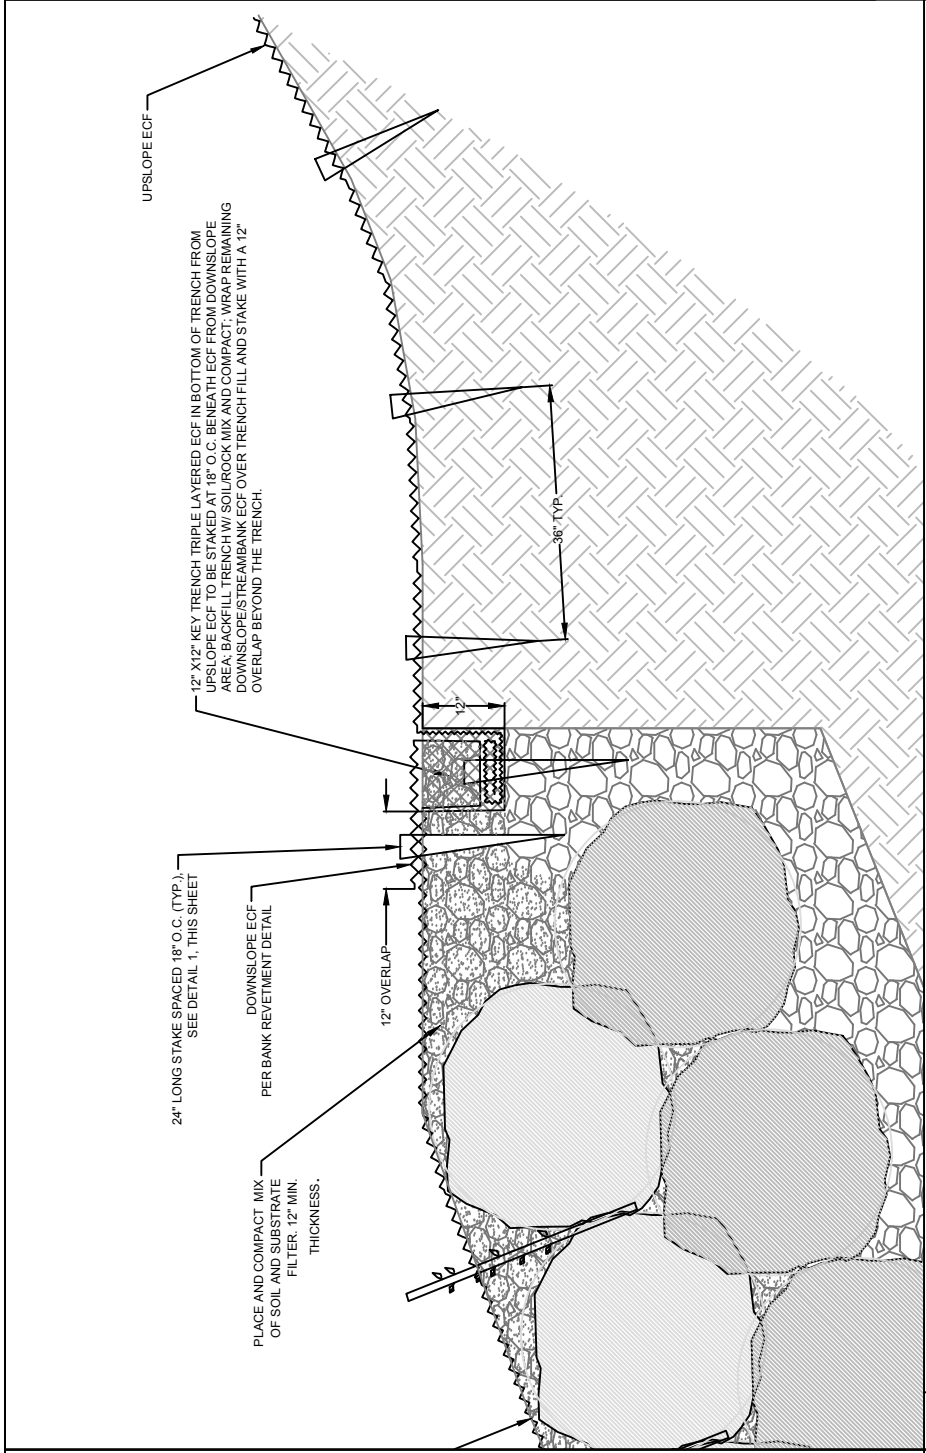 UPSLOPE ECF
12" X12" KEY TRENCH TRIPLE LAYERED ECF IN BOTTOM OF TRENCH FROM
UPSLOPE ECF TO BE STAKED AT 18" O.C. BENEATH ECF FROM DOWNSLOPE
AREA; BACKFILL TRENCH W/ SOIL/ROCK MIX AND COMPACT; WRAP REMAINING
DOWNSLOPE/STREAMBANK ECF OVER TRENCH FILL AND STAKE WITH A 12"
OVERLAP BEYOND THE TRENCH.
24" LONG STAKE SPACED 18" O.C. (TYP.),
SEE DETAIL 1, THIS SHEET
DOWNSLOPE ECF
PER BANK REVETMENT DETAIL
12" OVERLAP
PLACE AND COMPACT MIX
OF SOIL AND SUBSTRATE
FILTER. 12" MIN.
THICKNESS.
12"
36" TYP.